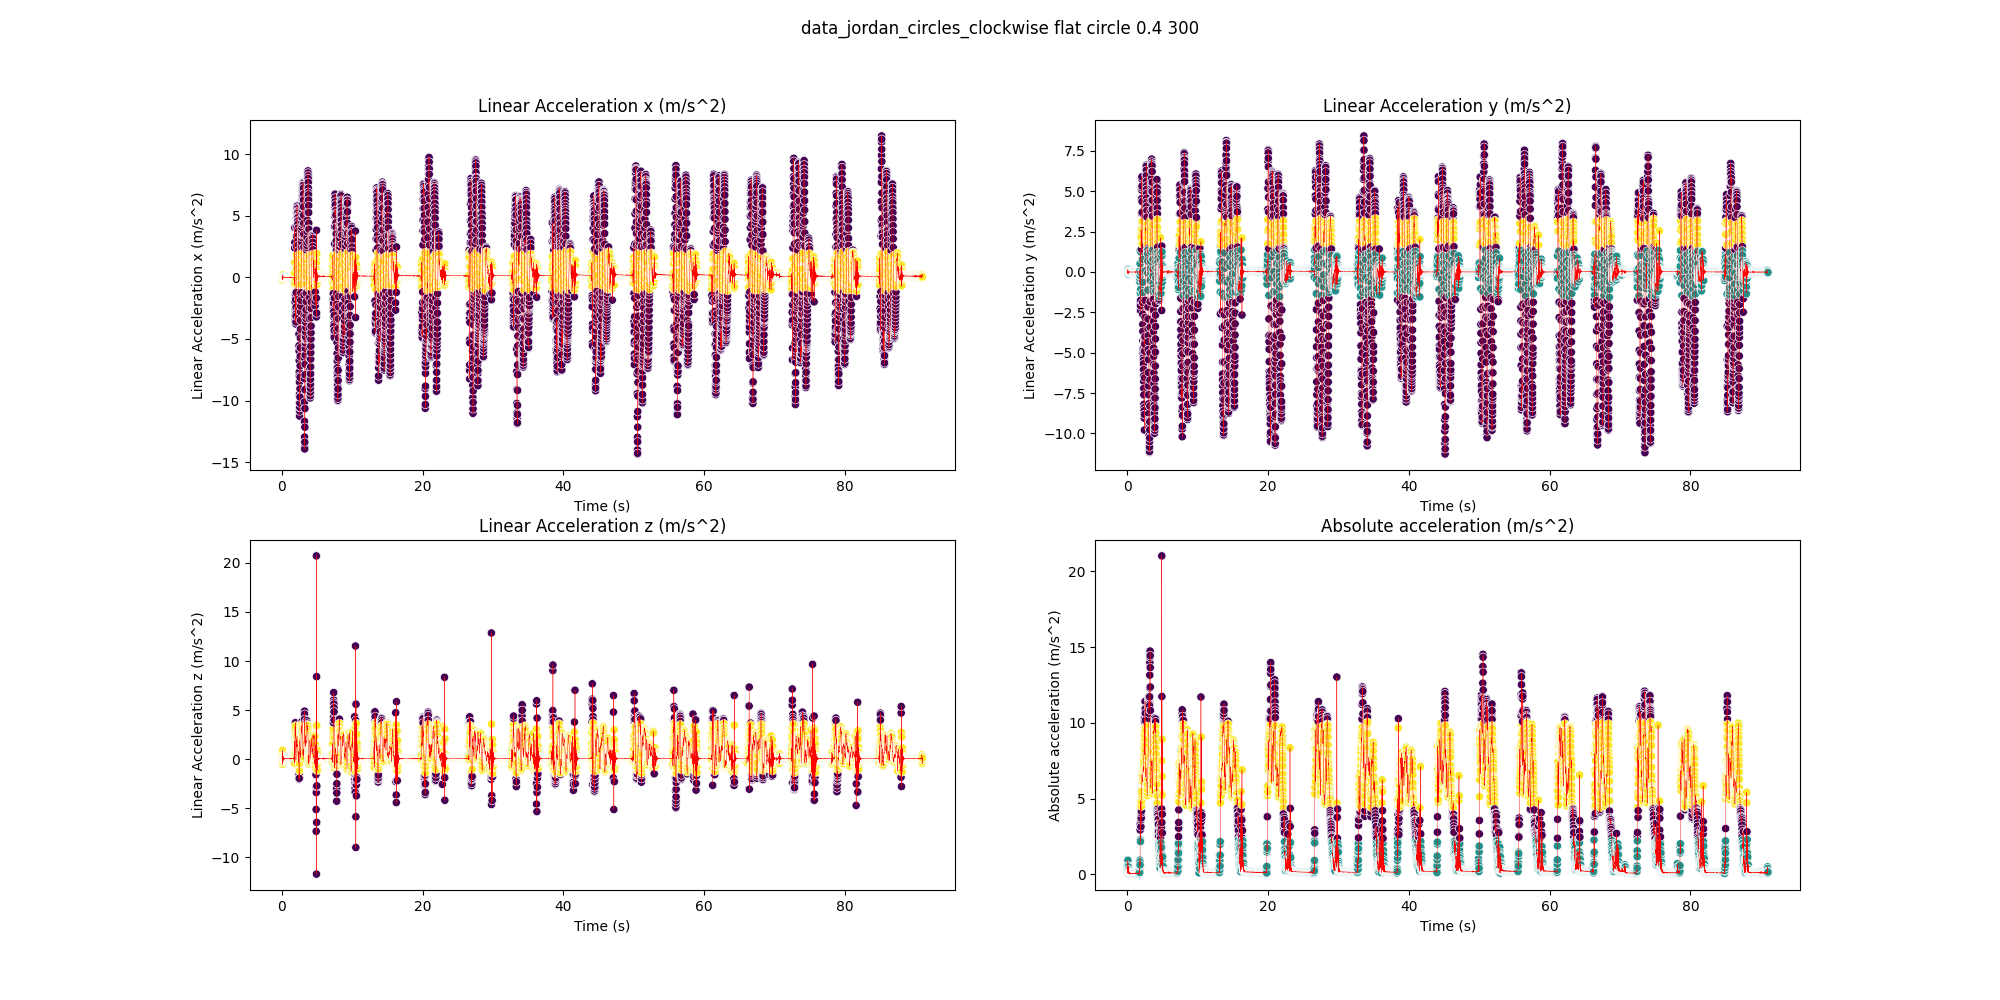 data_jordan_circles_clockwise flat circle 0.4 300
Linear Acceleration x (m/s^2)
Linear Acceleration x (m/s^2)
10
5
0
−5
−10
−15
0 20 40 60 80
Time (s)
Linear Acceleration y (m/s^2)
Linear Acceleration y (m/s^2)
7.5
5.0
2.5
0.0
−2.5
−5.0
−7.5
−10.0
0 20 40 60 80
Time (s)
Linear Acceleration z (m/s^2)
Linear Acceleration z (m/s^2)
20
15
10
5
0
−5
−10
0 20 40 60 80
Time (s)
Absolute acceleration (m/s^2)
Absolute acceleration (m/s^2)
20
15
10
5
0
0 20 40 60 80
Time (s)